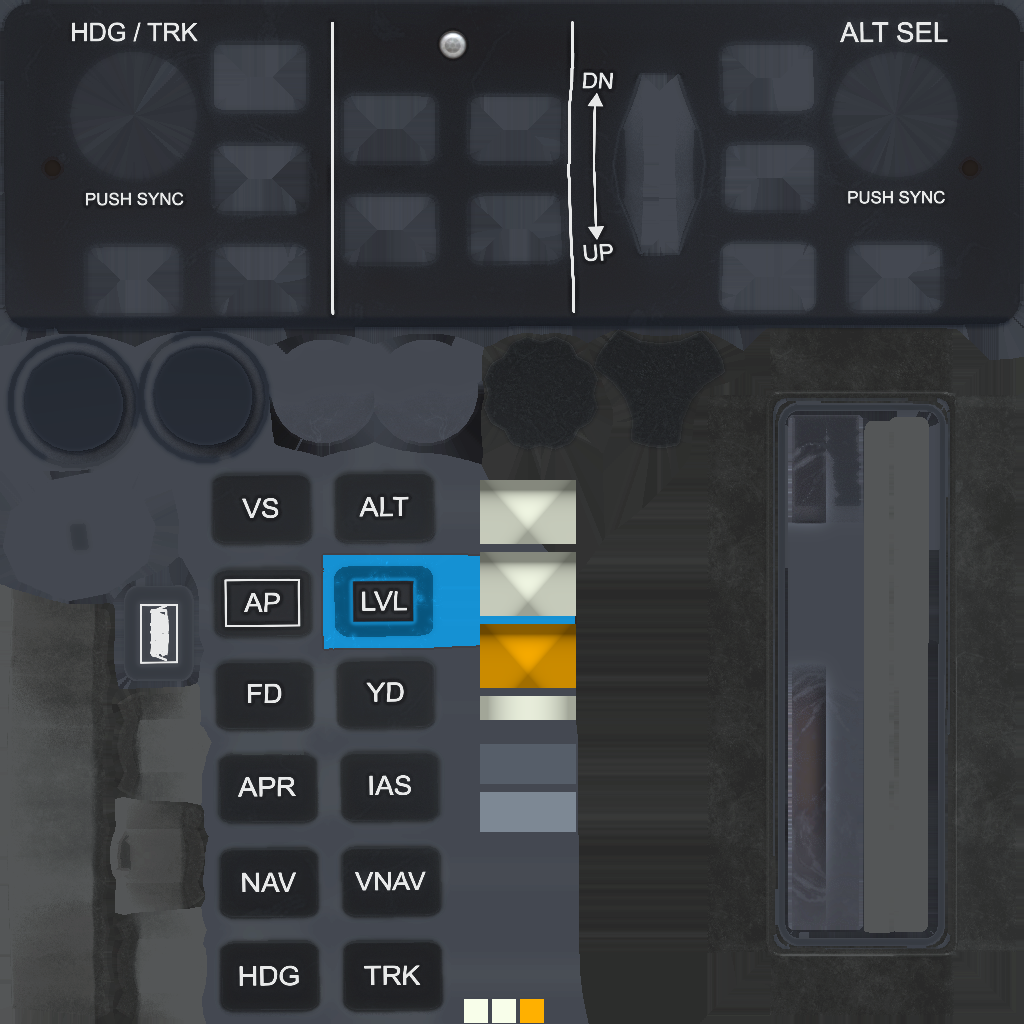 HDG / TRK
ALT SEL
DN
PUSH SYNC
PUSH SYNC
UP
VS
ALT
AP
LVL
FD
YD
APR
IAS
NAV
VNAV
HDG
TRK